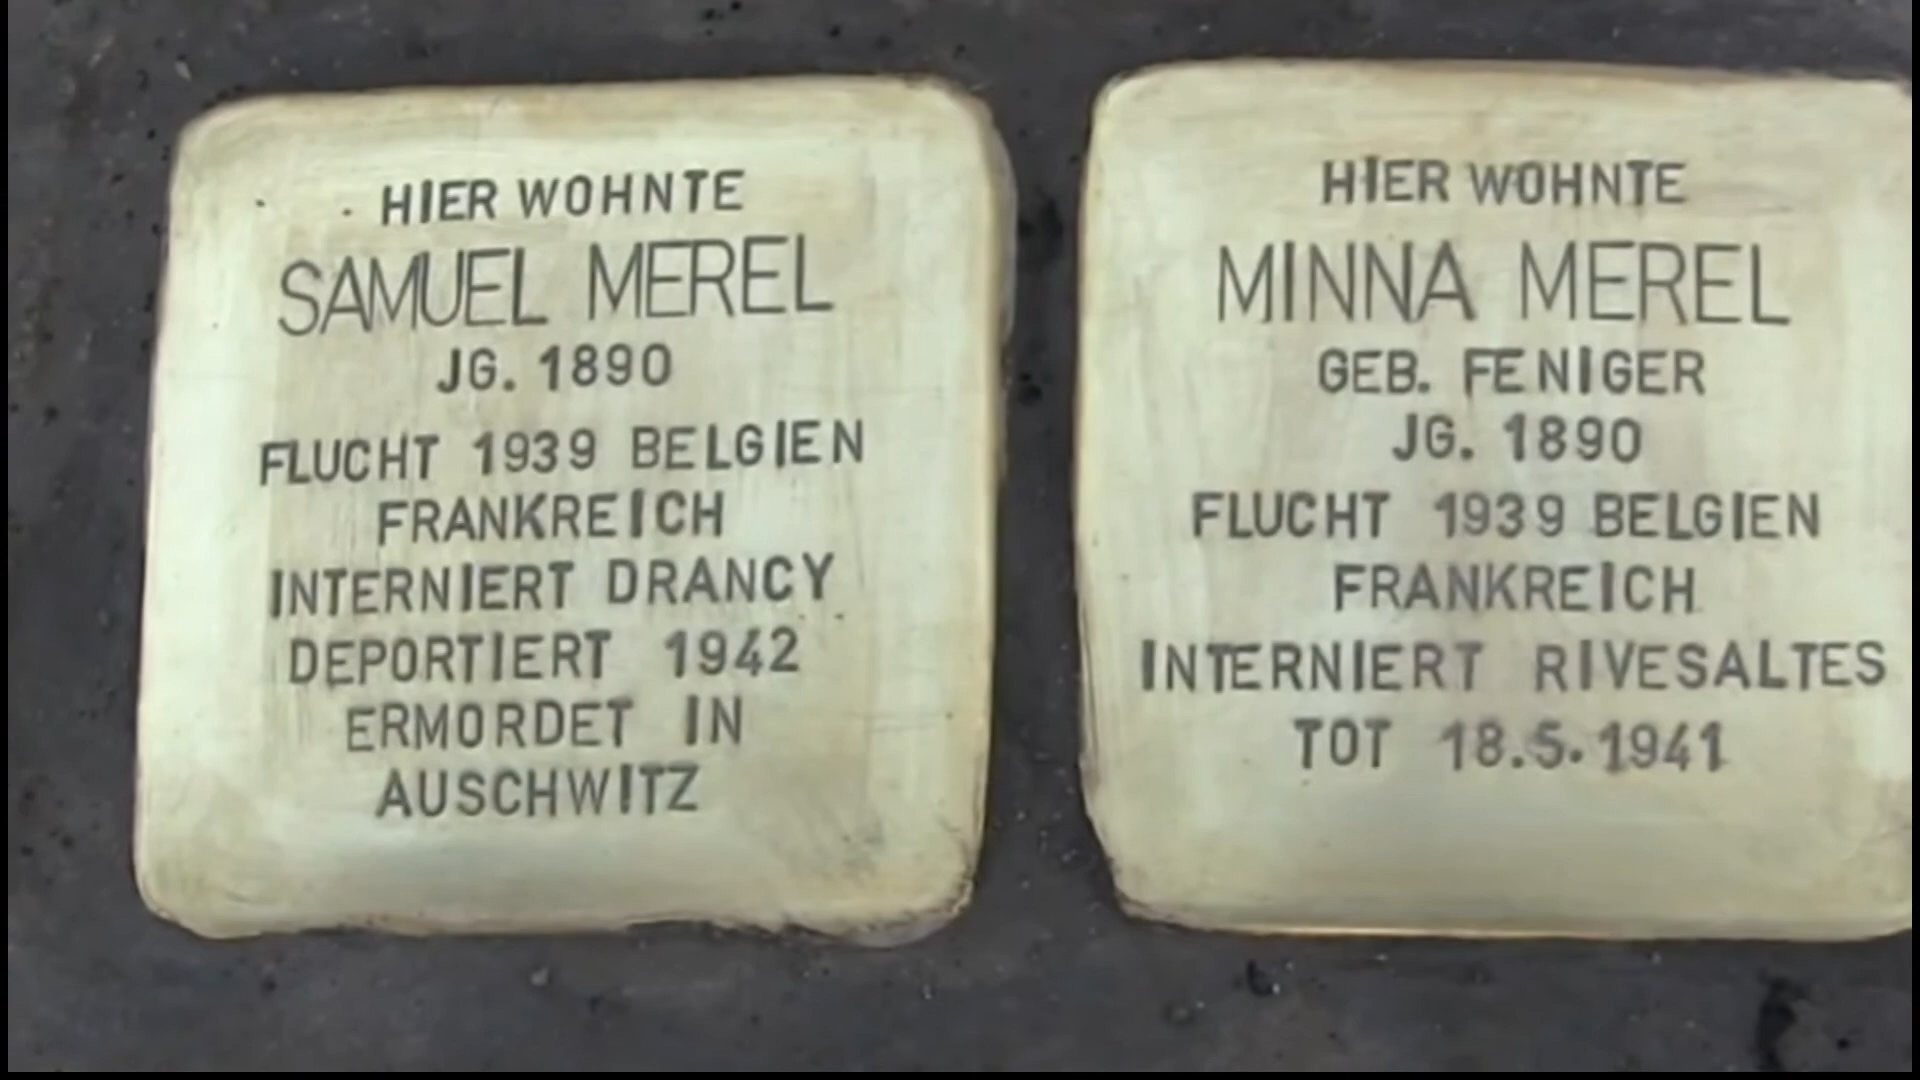 HIER WOHNTE
SAMUEL MEREL
JG. 1890
FLUCHT 1939 BELGIEN
FRANKREICH
INTERNIERT DRANCY
DEPORTIERT 1942
ERMORDET IN
AUSCHWITZ
HIER WOHNTE
MINNA MEREL
GEB. FENIGER
JG. 1890
FLUCHT 1939 BELGIEN
FRANKREICH
INTERNIERT RIVESALTES
TOT 18.5.1941